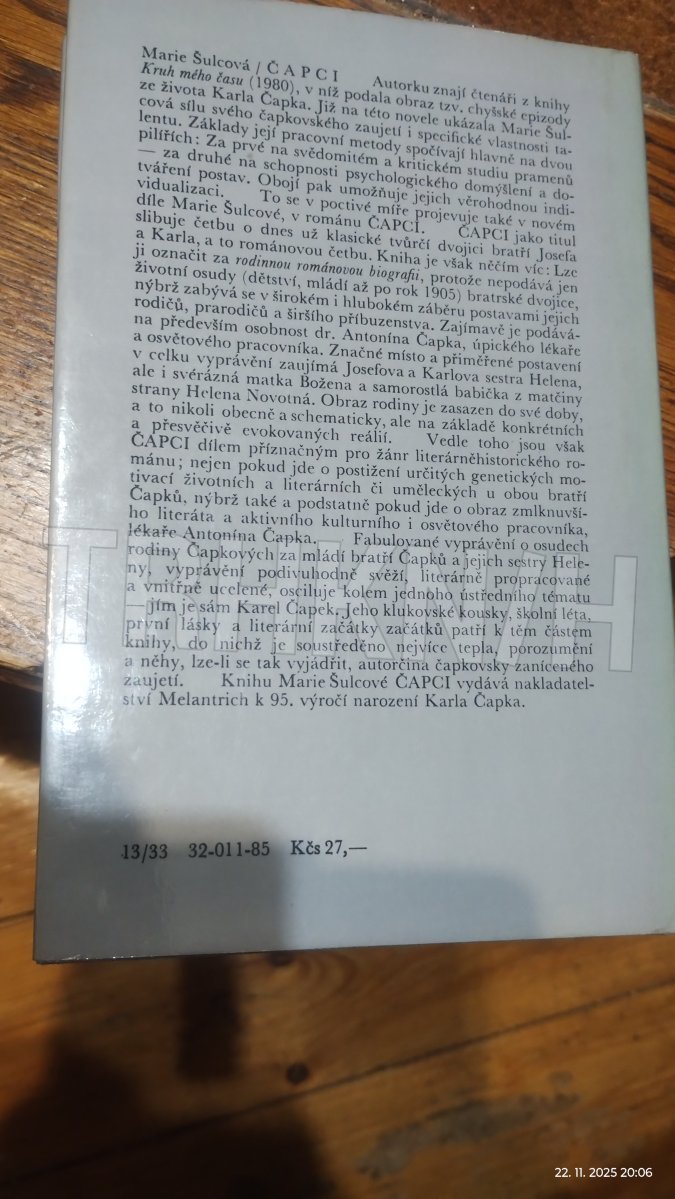 Marie Šulcová / ČAPCI Autorku znají čtenáři z knihy
Kruh mého času (1980), v níž podala obraz tzv. chyšské epizody
ze života Karla Čapka. Již na této novele ukázala Marie Šul-
cová sílu svého čapkovského zaujetí i specifické vlastnosti ta-
lentu. Základy její pracovní metody spočívají hlavně na dvou
pilířích: Za prvé na svědomitém a kritickém studiu pramenů
— za druhé na schopnosti psychologického domýšlení a do-
tváření postav. Obojí pak umožňuje jejich věrohodnou indi-
vidualizaci. To se v poctivé míře projevuje také v novém
díle Marie Šulcové, v románu ČAPCI. ČAPCI jako titul
slibuje četbu o dnes už klasické tvůrčí dvojici bratří Josefa
a Karla, a to románovou četbu. Kniha je však něčím víc: Lze
ji označit za rodinnou románovou biografii, protože nepodává jen
životní osudy (dětství, mládí až po rok 1905) bratrské dvojice,
nýbrž zabývá se v širokém i hlubokém záběru postavami jejich
rodičů, prarodičů a širšího příbuzenstva. Zajímavě je podává-
na především osobnost dr. Antonína Čapka, úpického lékaře
a osvětového pracovníka. Značné místo a přiměřené postavení
v celku vyprávění zaujímá Josefova a Karlova sestra Helena,
ale i svérázná matka Božena a samorostlá babička z matčiny
strany Helena Novotná. Obraz rodiny je zasazen do své doby,
a to nikoli obecně a schematicky, ale na základě konkrétních
a přesvěčivě evokovaných reálií. Vedle toho jsou však
ČAPCI dílem příznačným pro žánr literárněhistorického ro-
mánu; nejen pokud jde o postižení určitých genetických mo-
tivací životních a literárních či uměleckých u obou bratří
Čapků, nýbrž také a podstatně pokud jde o obraz zmlknuvší-
ho literáta a aktivního kulturního i osvětového pracovníka,
lékaře Antonína Čapka. Fabulované vyprávění o osudech
rodiny Čapkových za mládí bratří Čapků a jejich sestry Hele-
ny, vyprávění podivuhodně svěží, literárně propracované
a vnitřně ucelené, osciluje kolem jednoho ústředního tématu
— jím je sám Karel Čapek. Jeho klukovské kousky, školní léta,
první lásky a literární začátky začátků patří k těm částem
knihy, do nichž je soustředěno nejvíce tepla, porozumění
a něhy, lze-li se tak vyjádřit, autorčina čapkovsky zaníceného
zaujetí. Knihu Marie Šulcové ČAPCI vydává nakladatel-
ství Melantrich k 95. výročí narození Karla Čapka.
13/33 32-011-85 Kčs 27,—
22. 11. 2025 20:06